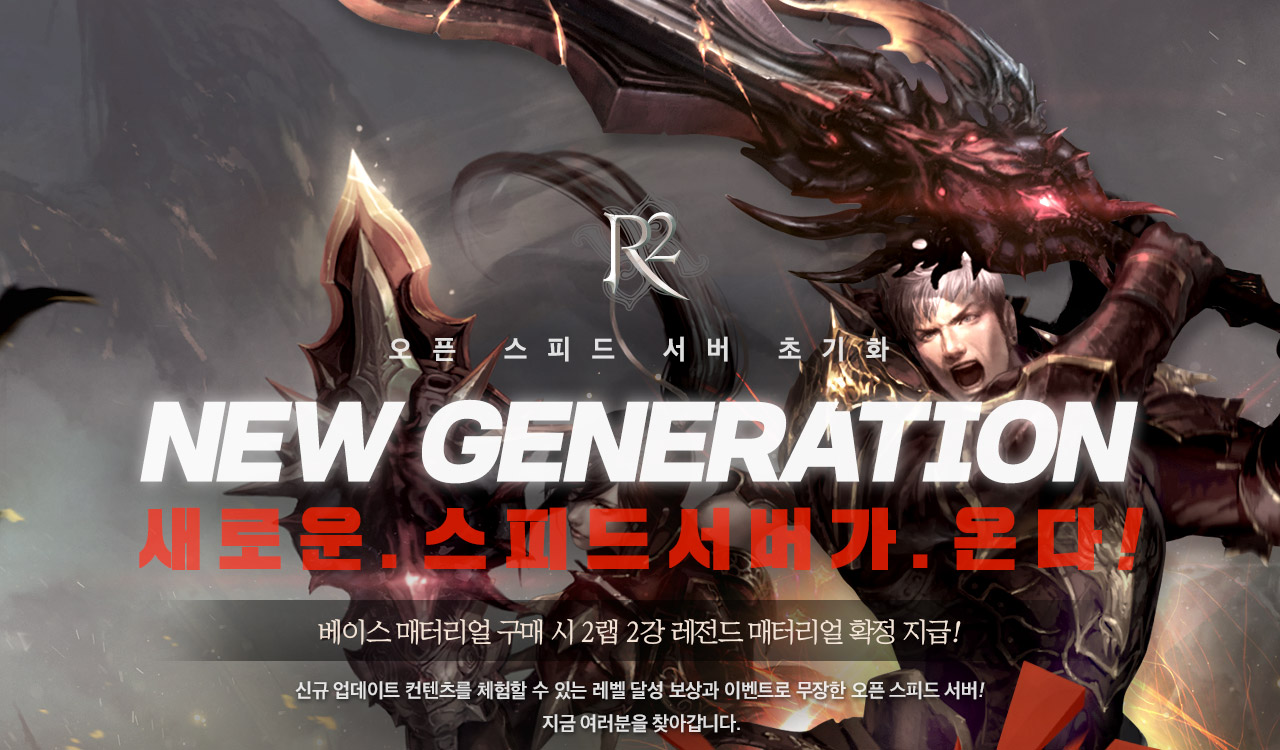 R2
오픈 스피드 서버 초기화
NEW GENERATION
새로운.스피드서버가.온다!
베이스 매터리얼 구매 시 2랩 2강 레전드 매터리얼 확정 지급!
신규 업데이트 컨텐츠를 체험할 수 있는 레벨 달성 보상과 이벤트로 무장한 오픈 스피드 서버!
지금 여러분을 찾아갑니다.